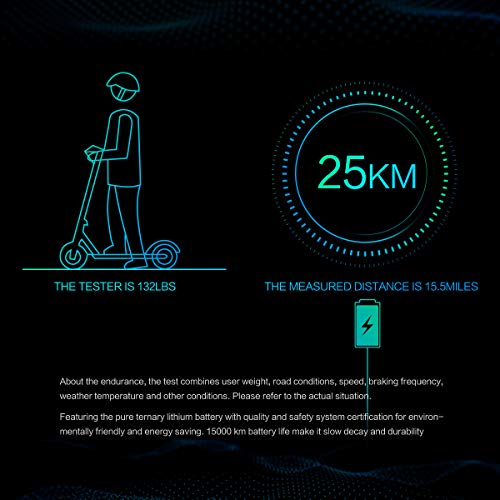 25KM
THE TESTER IS 132LBS
THE MEASURED DISTANCE IS 15.5MILES
About the endurance, the test combines user weight, road conditions, speed, braking frequency,
weather temperature and other conditions. Please refer to the actual situation.
Featuring the pure ternary lithium battery with quality and safety system certification for environ-
mentally friendly and energy saving. 15000 km battery life make it slow decay and durability